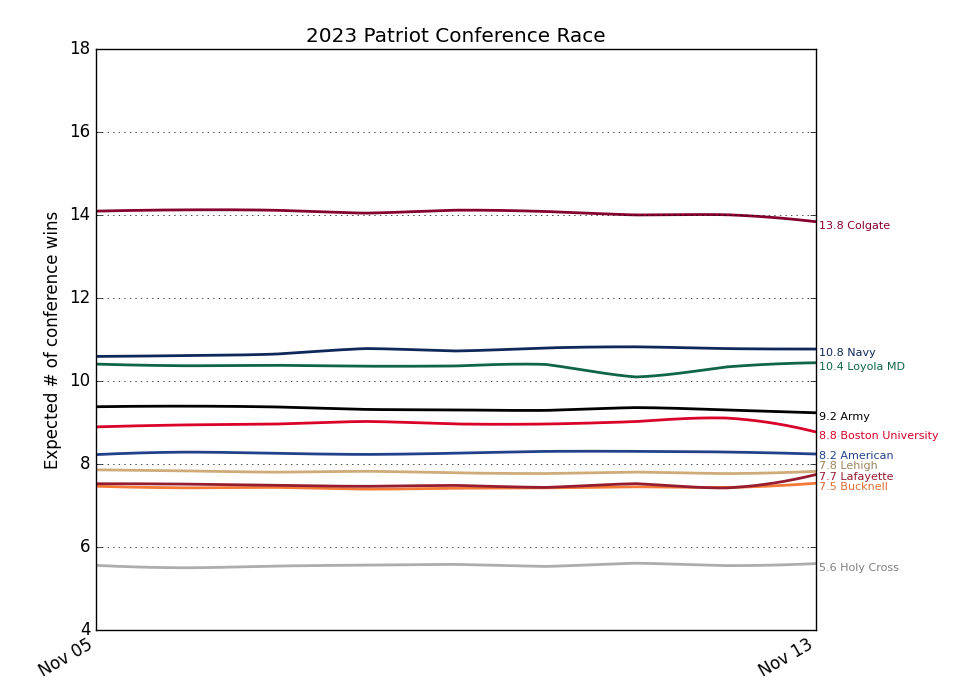 2023 Patriot Conference Race
Expected # of conference wins
18
16
14
12
10
8
6
4
13.8 Colgate
10.8 Navy
10.4 Loyola MD
9.2 Army
8.8 Boston University
8.2 American
7.8 Lehigh
7.7 Lafayette
7.5 Bucknell
5.6 Holy Cross
Nov 05
Nov 13